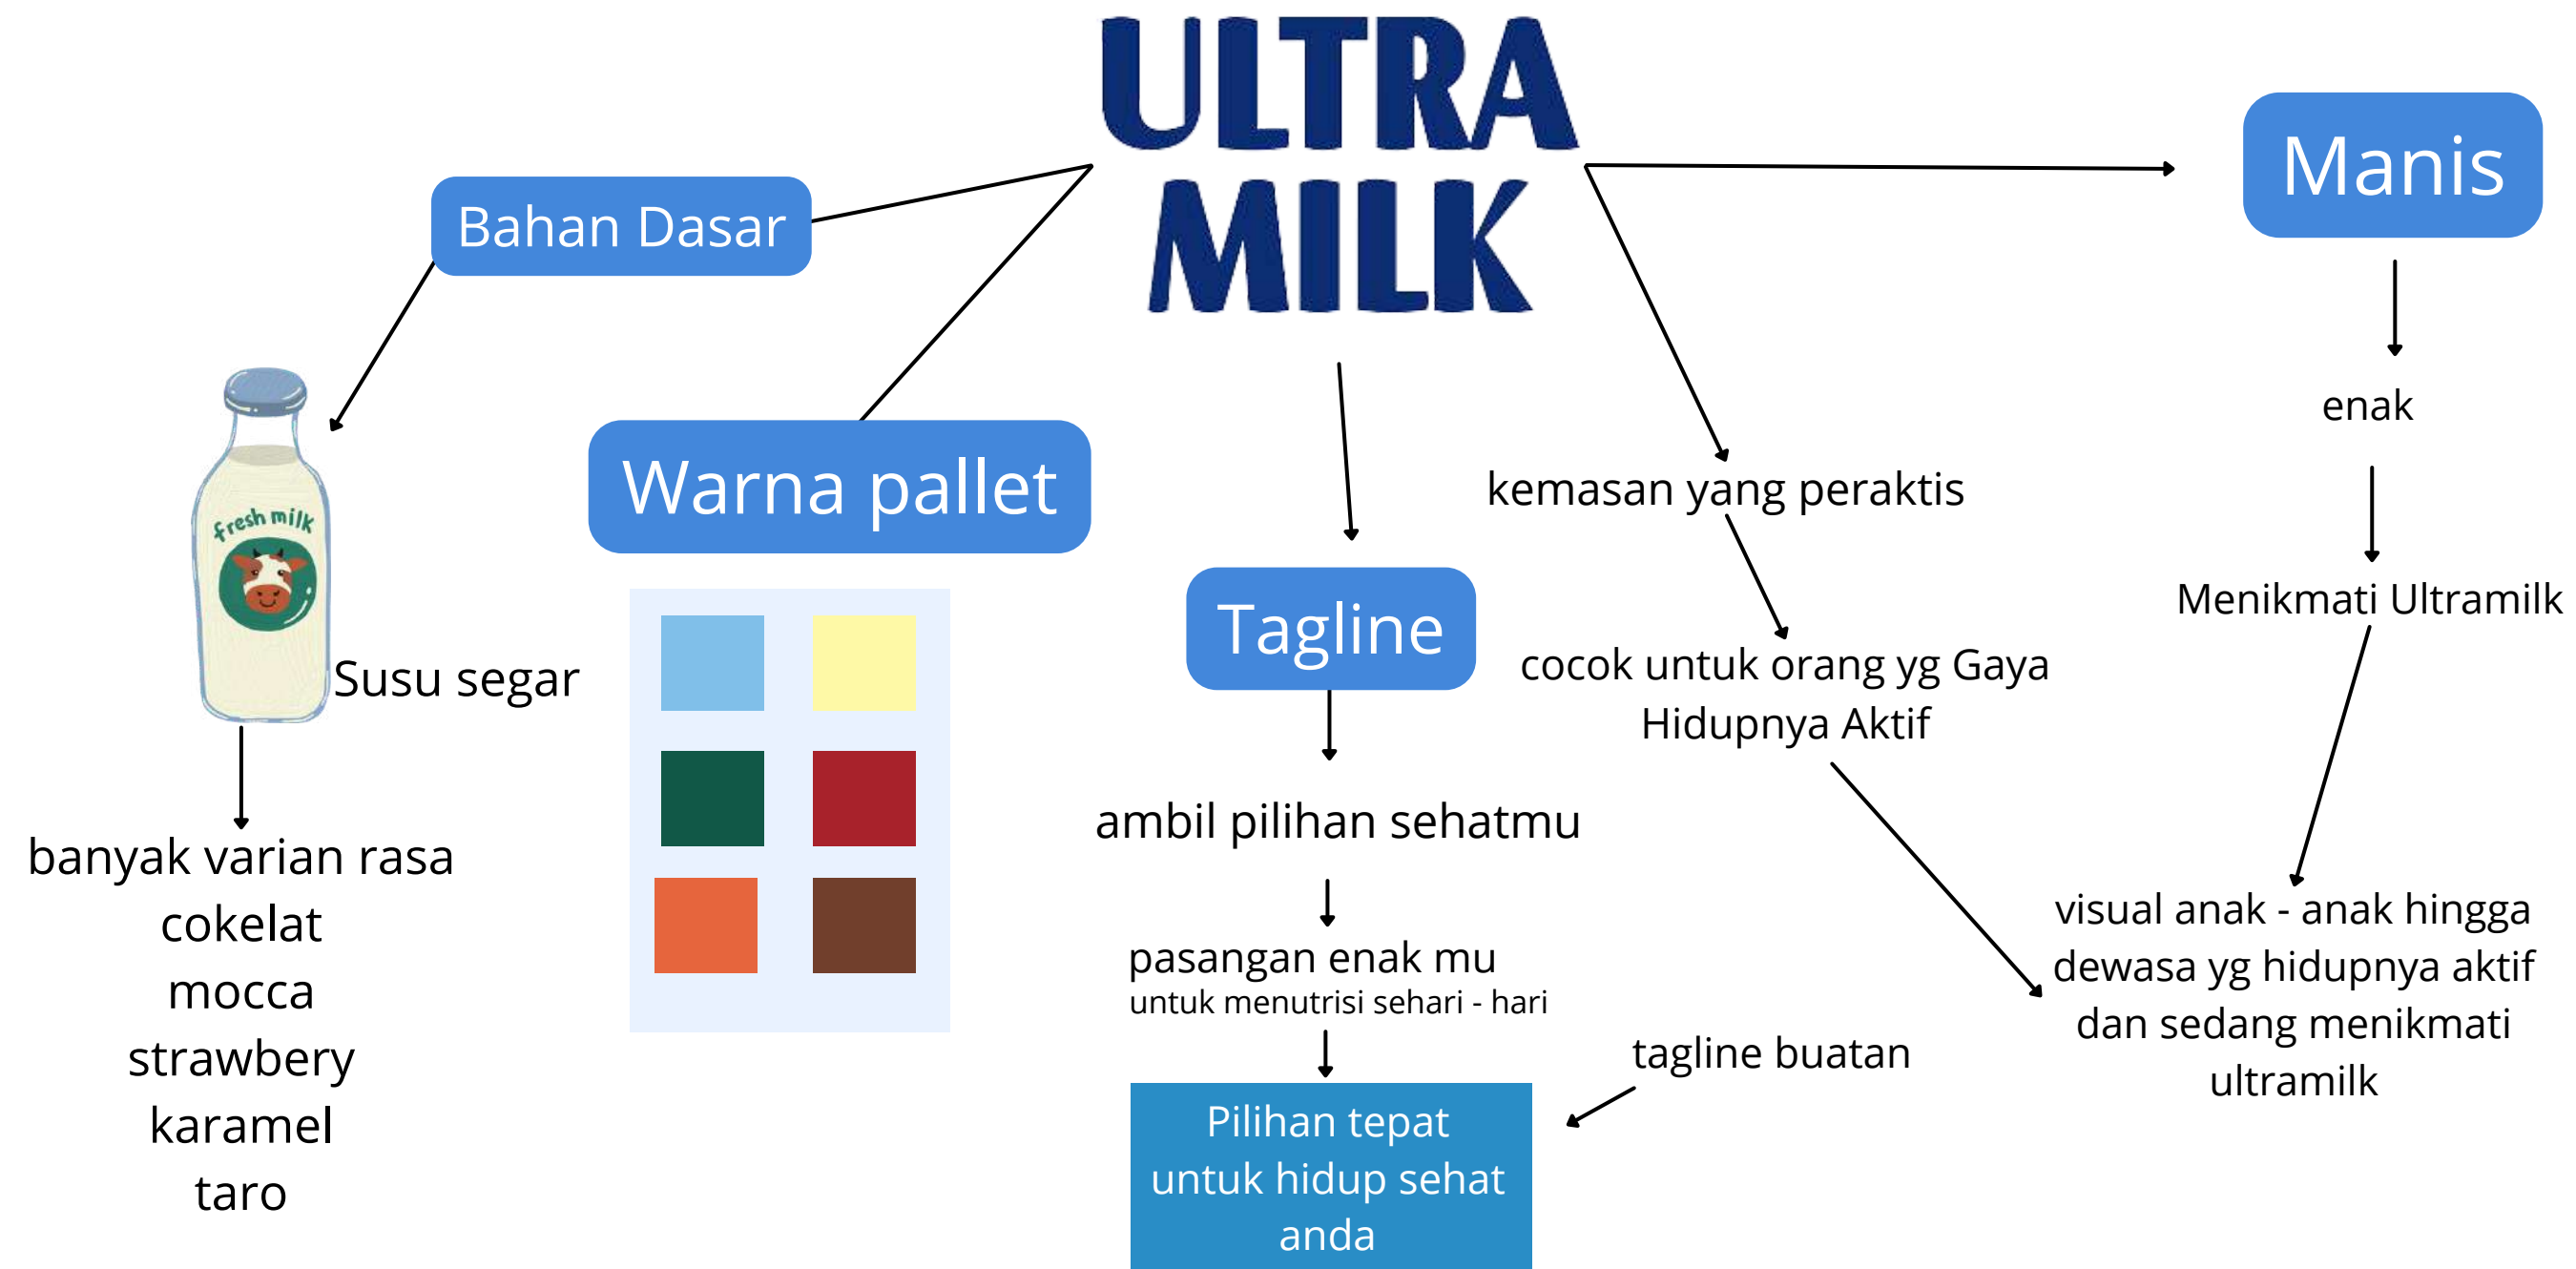 ULTRA
MILK
Bahan Dasar
fresh milk
Susu segar
banyak varian rasa
cokelat
mocca
strawbery
karamel
taro
Warna pallet
Tagline
ambil pilihan sehatmu
pasangan enak mu
untuk menutrisi sehari - hari
Pilihan tepat
untuk hidup sehat
anda
tagline buatan
kemasan yang peraktis
cocok untuk orang yg Gaya
Hidupnya Aktif
Manis
enak
Menikmati Ultramilk
visual anak - anak hingga
dewasa yg hidupnya aktif
dan sedang menikmati
ultramilk